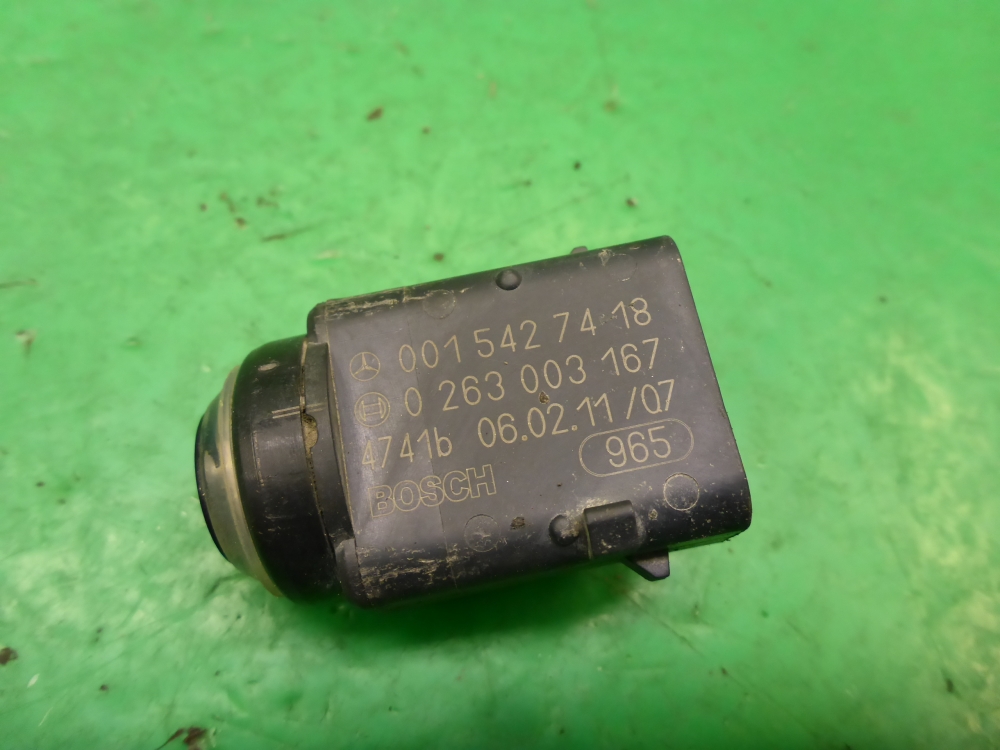 001 542 74 18
0 263 003 167
4741b 06.02.11/07
BOSCH 965